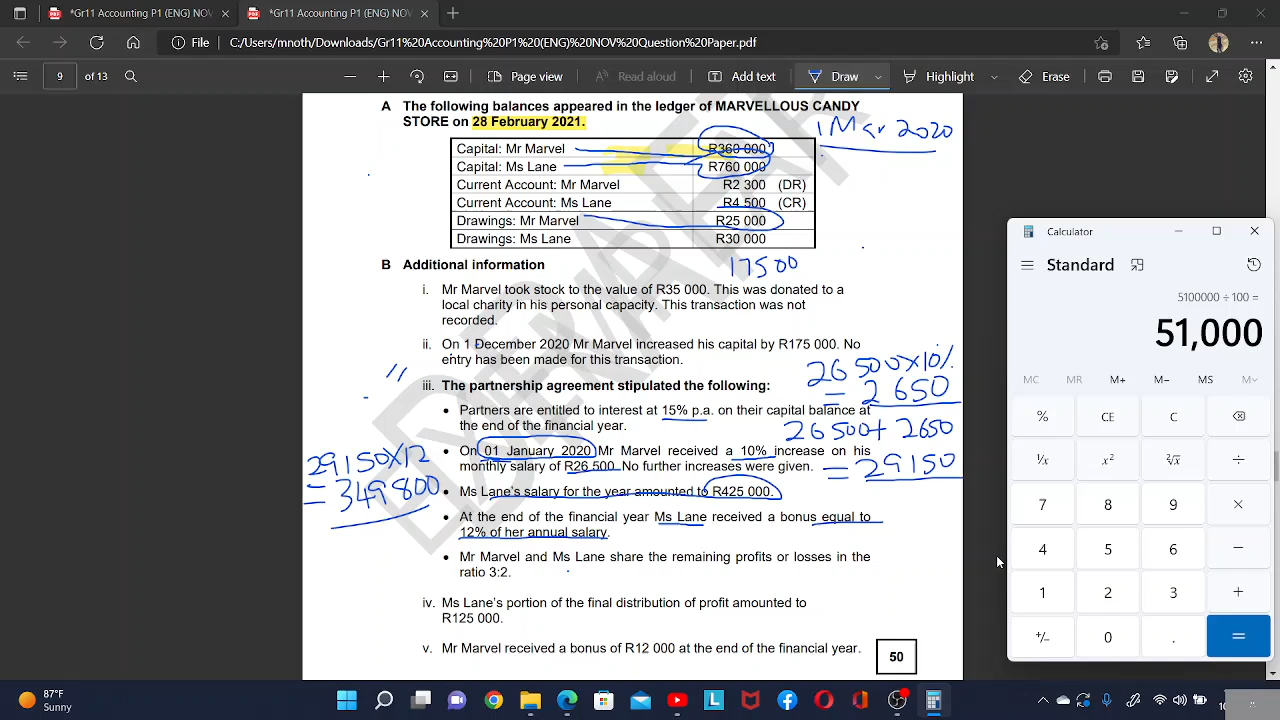 *Gr11 Accounting P1 (ENG) NOV
*Gr11 Accounting P1 (ENG) NOV
File
C:/Users/mnoth/Downloads/Gr11%20Accounting%20P1%20(ENG)%20NOV%20Question%20Paper.pdf
9 of 13
Page view
Read aloud
Add text
Draw
Highlight
Erase
A The following balances appeared in the ledger of MARVELLOUS CANDY
STORE on 28 February 2021.
1 Mar 2020
Capital: Mr Marvel R360 000
Capital: Ms Lane R760 000
Current Account: Mr Marvel R2 300 (DR)
Current Account: Ms Lane R4 500 (CR)
Drawings: Mr Marvel R25 000
Drawings: Ms Lane R30 000
17500
B Additional information
i. Mr Marvel took stock to the value of R35 000. This was donated to a
local charity in his personal capacity. This transaction was not
recorded.
ii. On 1 December 2020 Mr Marvel increased his capital by R175 000. No
entry has been made for this transaction.
iii. The partnership agreement stipulated the following:
• Partners are entitled to interest at 15% p.a. on their capital balance at
the end of the financial year.
• On 01 January 2020 Mr Marvel received a 10% increase on his
monthly salary of R26 500. No further increases were given.
• Ms Lane's salary for the year amounted to R425 000.
• At the end of the financial year Ms Lane received a bonus equal to
12% of her annual salary.
• Mr Marvel and Ms Lane share the remaining profits or losses in the
ratio 3:2.
iv. Ms Lane's portion of the final distribution of profit amounted to
R125 000.
v. Mr Marvel received a bonus of R12 000 at the end of the financial year.
50
26 500x10%
= 2 650
26 500+ 2650
= 29150
29150x12
= 349800
Calculator
Standard
5100000 ÷ 100 =
51,000
MC MR M+ M− MS M˅
% CE C
¹/x x² ²√x ÷
7 8 9 ×
4 5 6 −
1 2 3 +
+/− 0 . =
87°F
Sunny